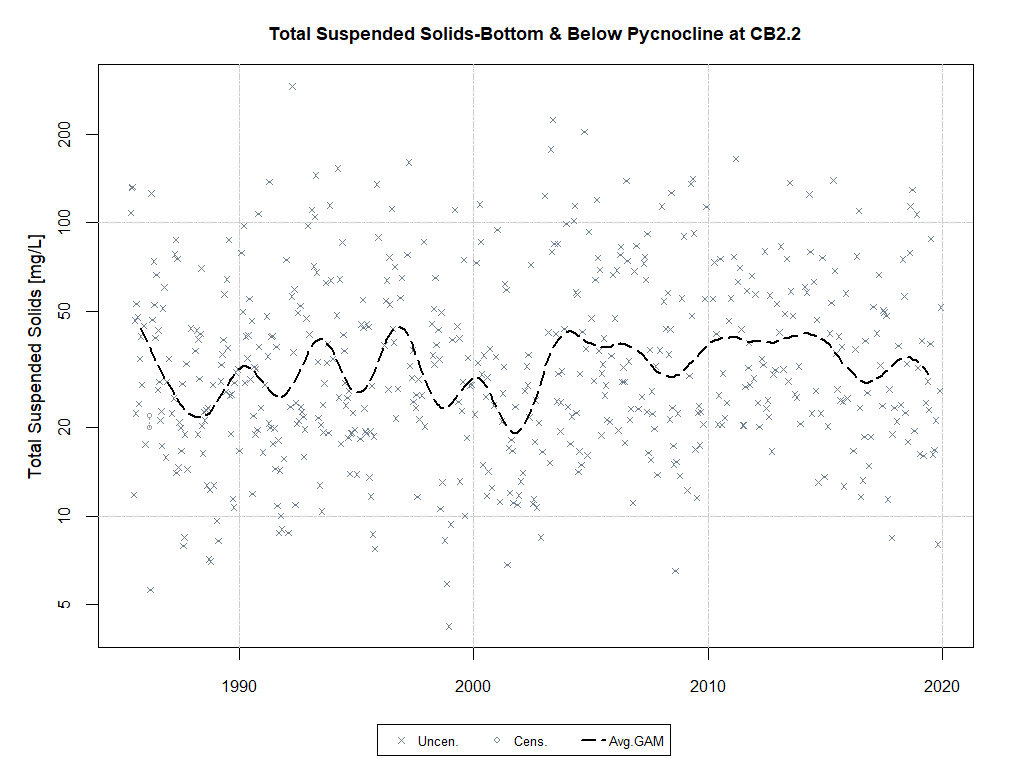 Total Suspended Solids-Bottom & Below Pycnocline at CB2.2
Total Suspended Solids [mg/L]
200
100
50
20
10
5
1990 2000 2010 2020
Uncen. Cens. Avg.GAM